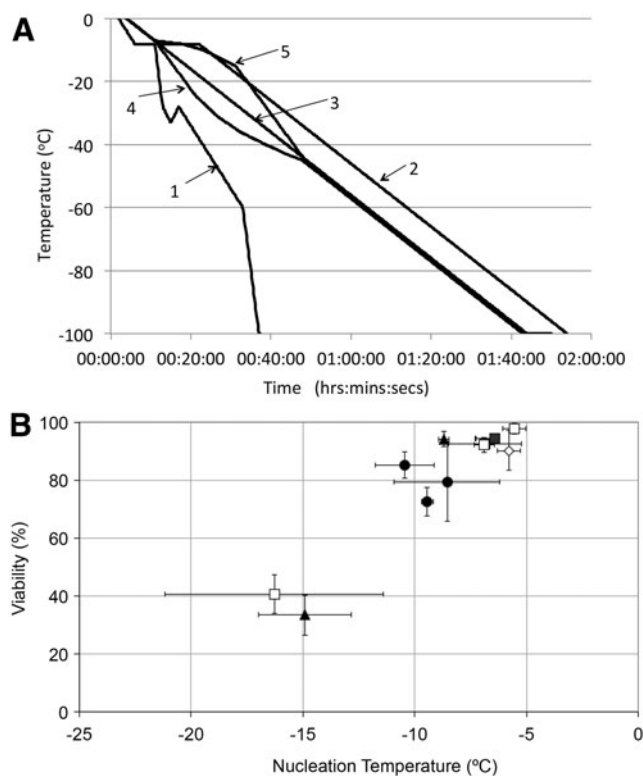 A
0
-20
-40
-60
-80
-100
Temperature (°C)
1
2
3
4
5
00:00:00 00:20:00 00:40:00 01:00:00 01:20:00 01:40:00 02:00:00
Time (hrs:mins:secs)
B
100
80
60
40
20
0
Viability (%)
-25 -20 -15 -10 -5 0
Nucleation Temperature (ºC)